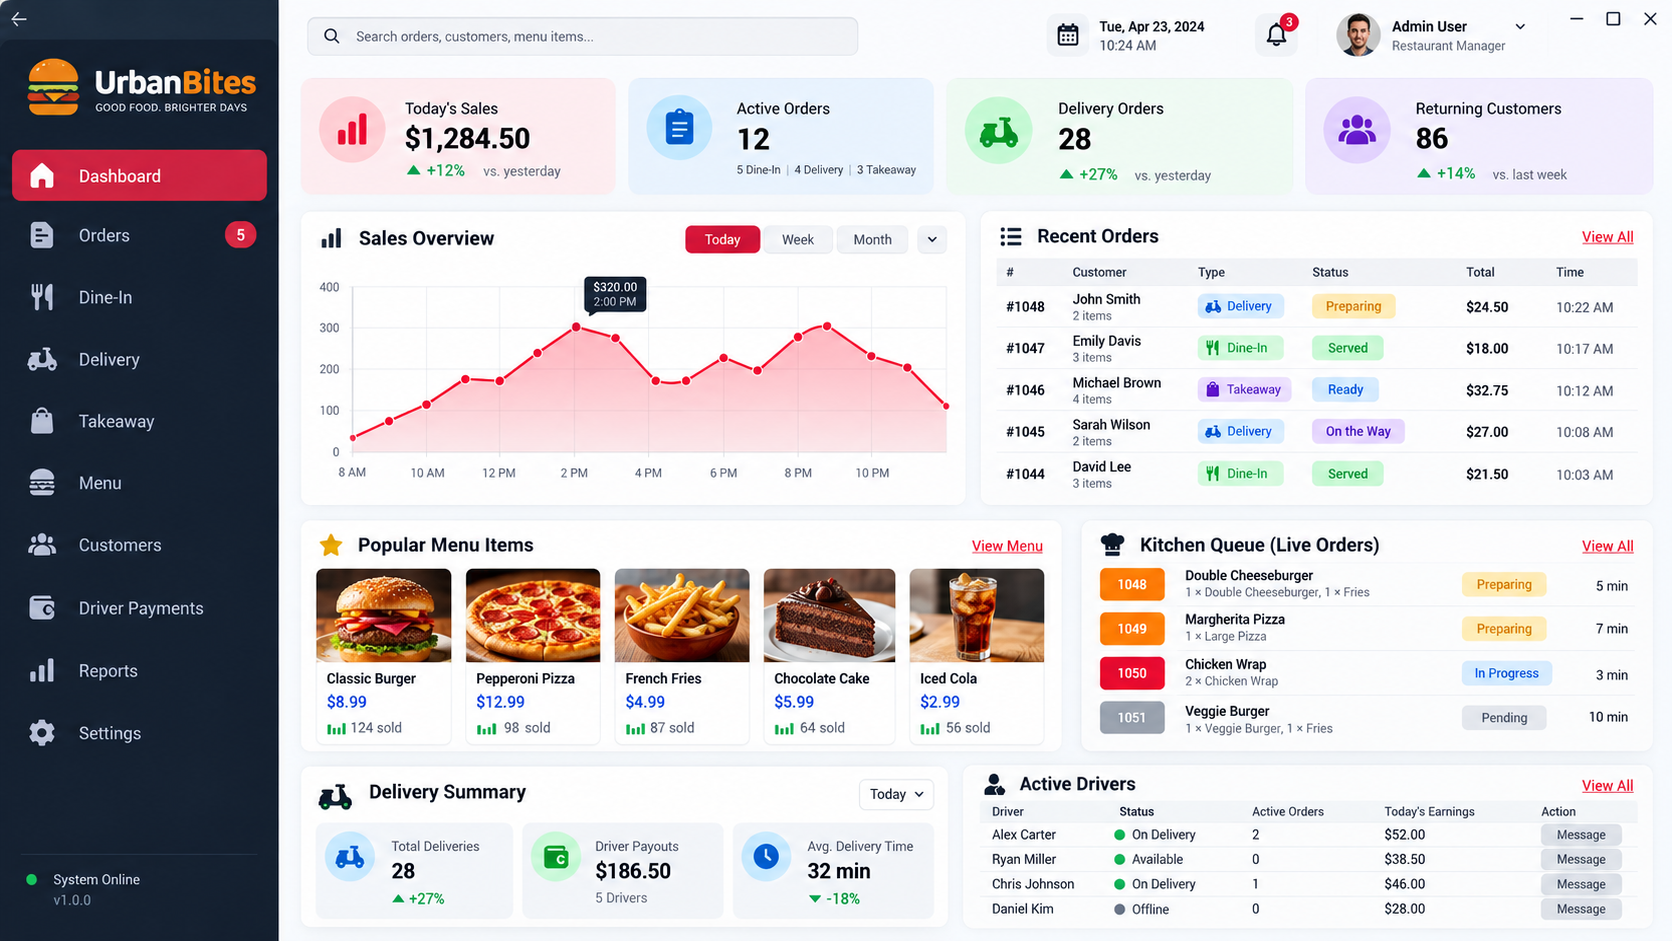 UrbanBites
GOOD FOOD. BRIGHTER DAYS
Dashboard
Orders 5
Dine-In
Delivery
Takeaway
Menu
Customers
Driver Payments
Reports
Settings
System Online
v1.0.0
Search orders, customers, menu items...
Tue, Apr 23, 2024
10:24 AM
3
Admin User
Restaurant Manager
Today's Sales
$1,284.50
+12% vs. yesterday
Active Orders
12
5 Dine-In | 4 Delivery | 3 Takeaway
Delivery Orders
28
+27% vs. yesterday
Returning Customers
86
+14% vs. last week
Sales Overview
Today Week Month
$320.00
2:00 PM
400
300
200
100
0
8 AM 10 AM 12 PM 2 PM 4 PM 6 PM 8 PM 10 PM
Recent Orders View All
# Customer Type Status Total Time
#1048 John Smith Delivery Preparing $24.50 10:22 AM
2 items
#1047 Emily Davis Dine-In Served $18.00 10:17 AM
3 items
#1046 Michael Brown Takeaway Ready $32.75 10:12 AM
4 items
#1045 Sarah Wilson Delivery On the Way $27.00 10:08 AM
2 items
#1044 David Lee Dine-In Served $21.50 10:03 AM
3 items
Popular Menu Items View Menu
Classic Burger
$8.99
124 sold
Pepperoni Pizza
$12.99
98 sold
French Fries
$4.99
87 sold
Chocolate Cake
$5.99
64 sold
Iced Cola
$2.99
56 sold
Kitchen Queue (Live Orders) View All
1048 Double Cheeseburger Preparing 5 min
1 × Double Cheeseburger, 1 × Fries
1049 Margherita Pizza Preparing 7 min
1 × Large Pizza
1050 Chicken Wrap In Progress 3 min
2 × Chicken Wrap
1051 Veggie Burger Pending 10 min
1 × Veggie Burger, 1 × Fries
Delivery Summary Today
Total Deliveries
28
+27%
Driver Payouts
$186.50
5 Drivers
Avg. Delivery Time
32 min
-18%
Active Drivers View All
Driver Status Active Orders Today's Earnings Action
Alex Carter On Delivery 2 $52.00 Message
Ryan Miller Available 0 $38.50 Message
Chris Johnson On Delivery 1 $46.00 Message
Daniel Kim Offline 0 $28.00 Message